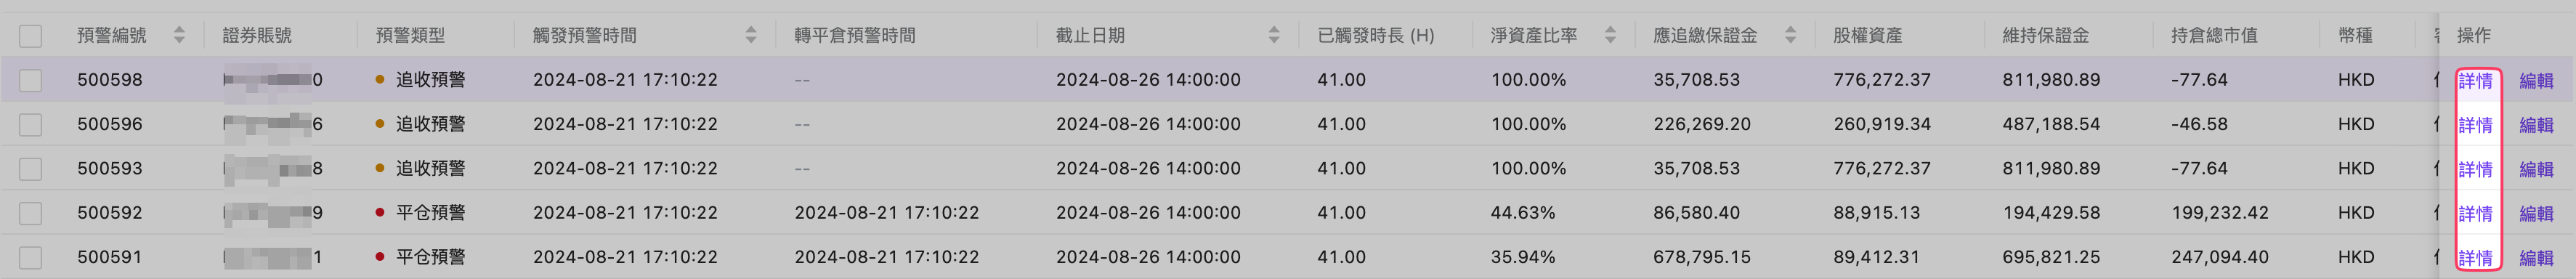 預警編號 證券賬號 預警類型 觸發預警時間 轉平倉預警時間 截止日期 已觸發時長 (H) 淨資產比率 應追繳保證金 股權資產 維持保證金 持倉總市值 幣種 操作
500598 0 追收預警 2024-08-21 17:10:22 -- 2024-08-26 14:00:00 41.00 100.00% 35,708.53 776,272.37 811,980.89 -77.64 HKD 詳情 編輯
500596 6 追收預警 2024-08-21 17:10:22 -- 2024-08-26 14:00:00 41.00 100.00% 226,269.20 260,919.34 487,188.54 -46.58 HKD 詳情 編輯
500593 8 追收預警 2024-08-21 17:10:22 -- 2024-08-26 14:00:00 41.00 100.00% 35,708.53 776,272.37 811,980.89 -77.64 HKD 詳情 編輯
500592 9 平仓預警 2024-08-21 17:10:22 2024-08-21 17:10:22 2024-08-26 14:00:00 41.00 44.63% 86,580.40 88,915.13 194,429.58 199,232.42 HKD 詳情 編輯
500591 1 平仓預警 2024-08-21 17:10:22 2024-08-21 17:10:22 2024-08-26 14:00:00 41.00 35.94% 678,795.15 89,412.31 695,821.25 247,094.40 HKD 詳情 編輯